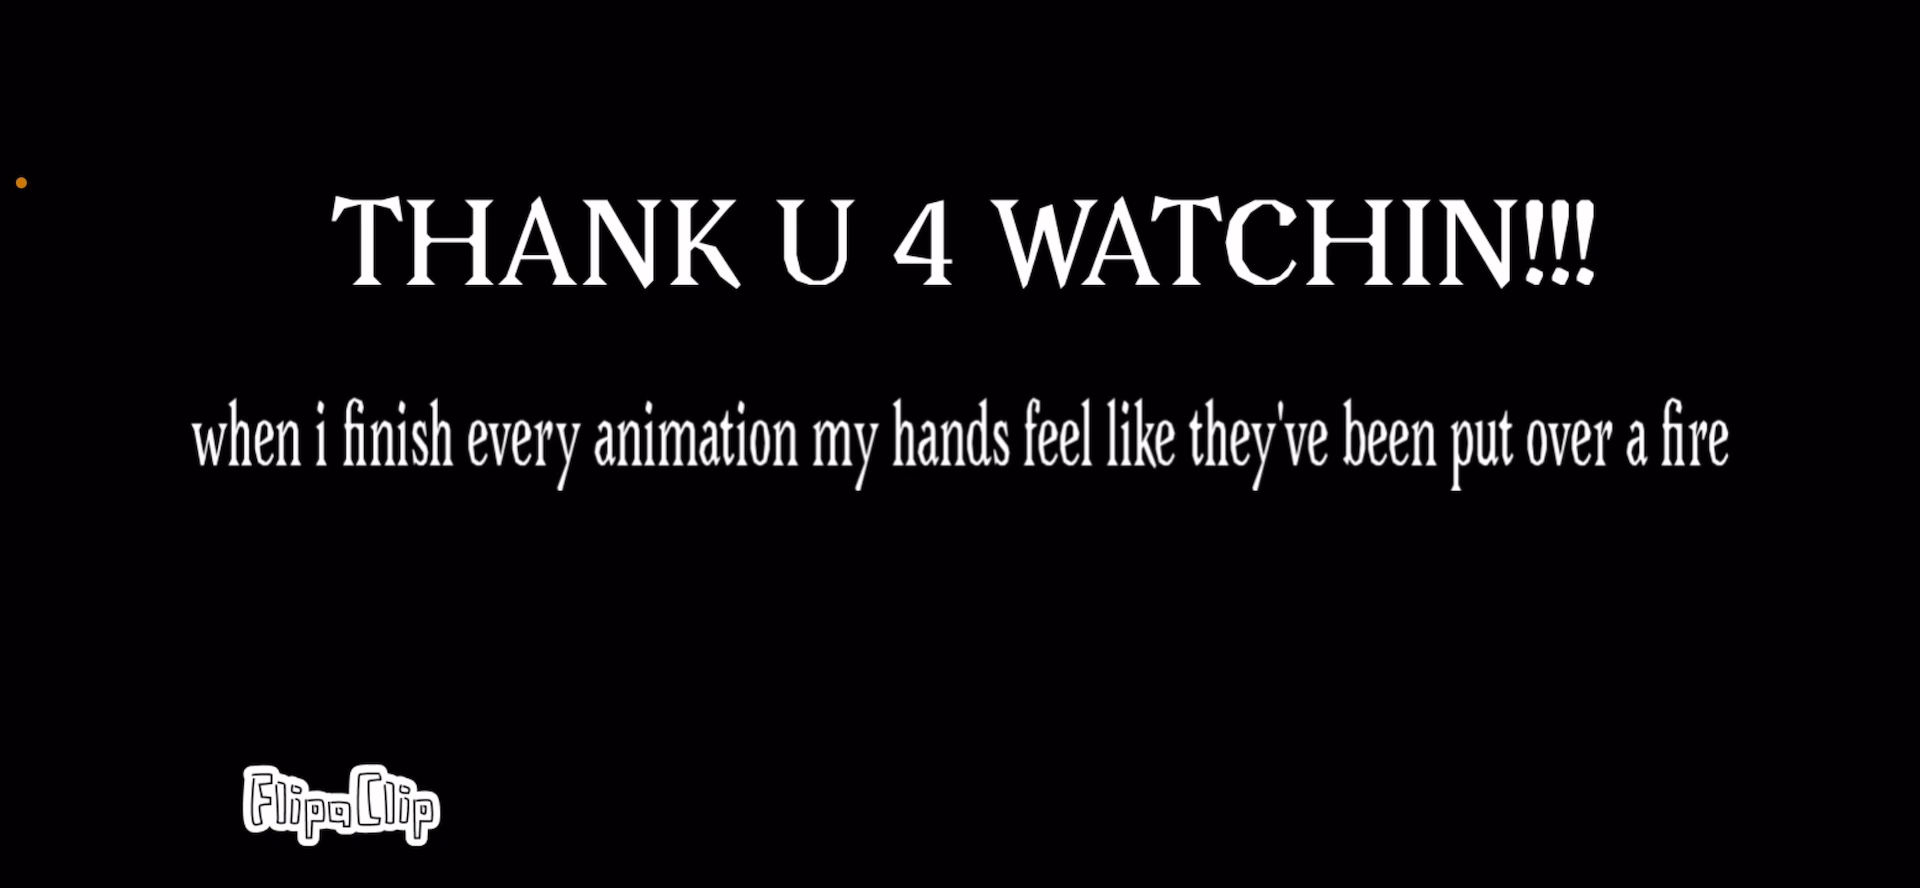 THANK U 4 WATCHIN!!!
when i finish every animation my hands feel like they've been put over a fire
FlipaClip